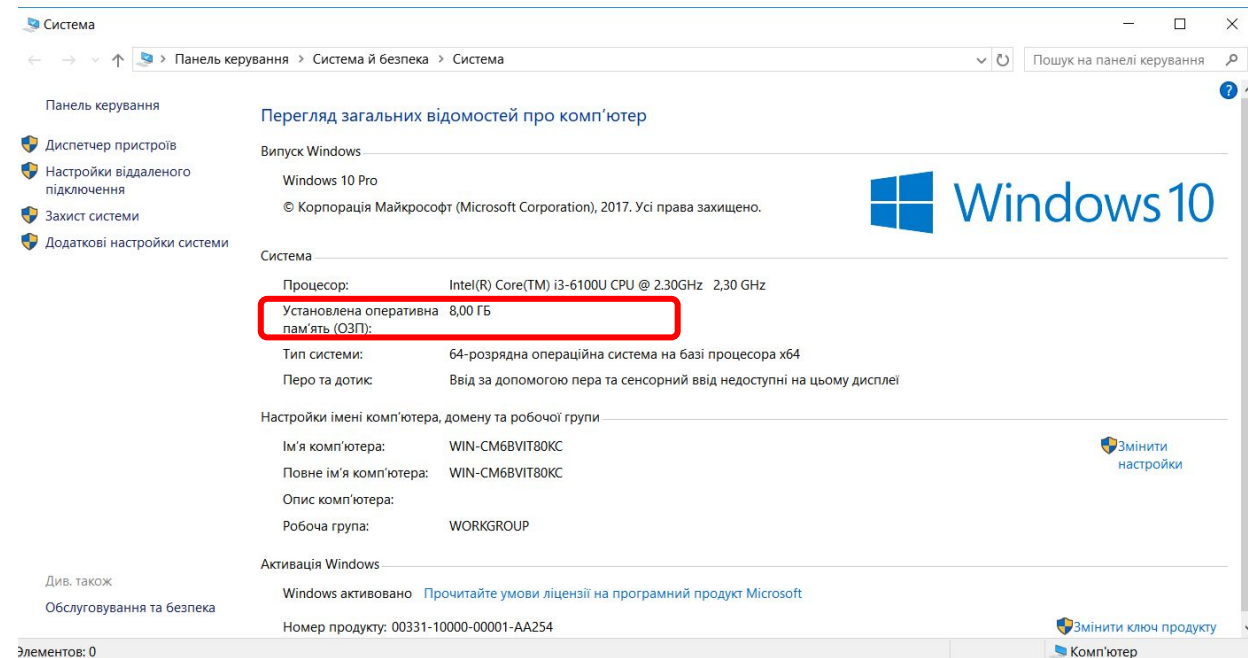 Система
Панель керування › Система й безпека › Система
Пошук на панелі керування
Панель керування
Диспетчер пристроїв
Настройки віддаленого
підключення
Захист системи
Додаткові настройки системи
Перегляд загальних відомостей про комп'ютер
Випуск Windows
Windows 10 Pro
© Корпорація Майкрософт (Microsoft Corporation), 2017. Усі права захищено.
Windows 10
Система
Процесор: Intel(R) Core(TM) i3-6100U CPU @ 2.30GHz 2,30 GHz
Установлена оперативна 8,00 ГБ
пам'ять (ОЗП):
Тип системи: 64-розрядна операційна система на базі процесора x64
Перо та дотик: Ввід за допомогою пера та сенсорний ввід недоступні на цьому дисплеї
Настройки імені комп'ютера, домену та робочої групи
Ім'я комп'ютера: WIN-CM6BVIT80KC
Змінити
настройки
Повне ім'я комп'ютера: WIN-CM6BVIT80KC
Опис комп'ютера:
Робоча група: WORKGROUP
Активація Windows
Windows активовано Прочитайте умови ліцензії на програмний продукт Microsoft
Номер продукту: 00331-10000-00001-AA254
Змінити ключ продукту
Див. також
Обслуговування та безпека
Элементов: 0
Комп'ютер